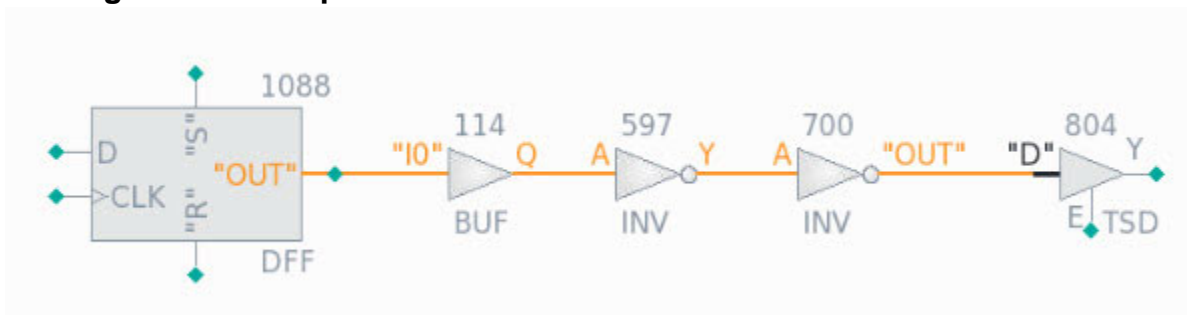 1088
D
CLK
"S"
"R"
"OUT"
DFF
114
"I0"
Q
BUF
597
A
Y
INV
700
A
"OUT"
INV
804
"D"
Y
E
TSD